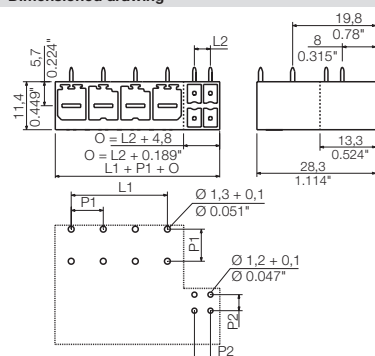 Dimensioned drawing
19,8
0.78"
8
0.315"
L2
5,7
0.224"
11,4
0.449"
O = L2 + 4,8
O = L2 + 0.189"
L1 + P1 + O
13,3
0.524"
28,3
1.114"
L1
P1
Ø 1,3 + 0,1
Ø 0.051"
P1
Ø 1,2 + 0,1
Ø 0.047"
P2
P2